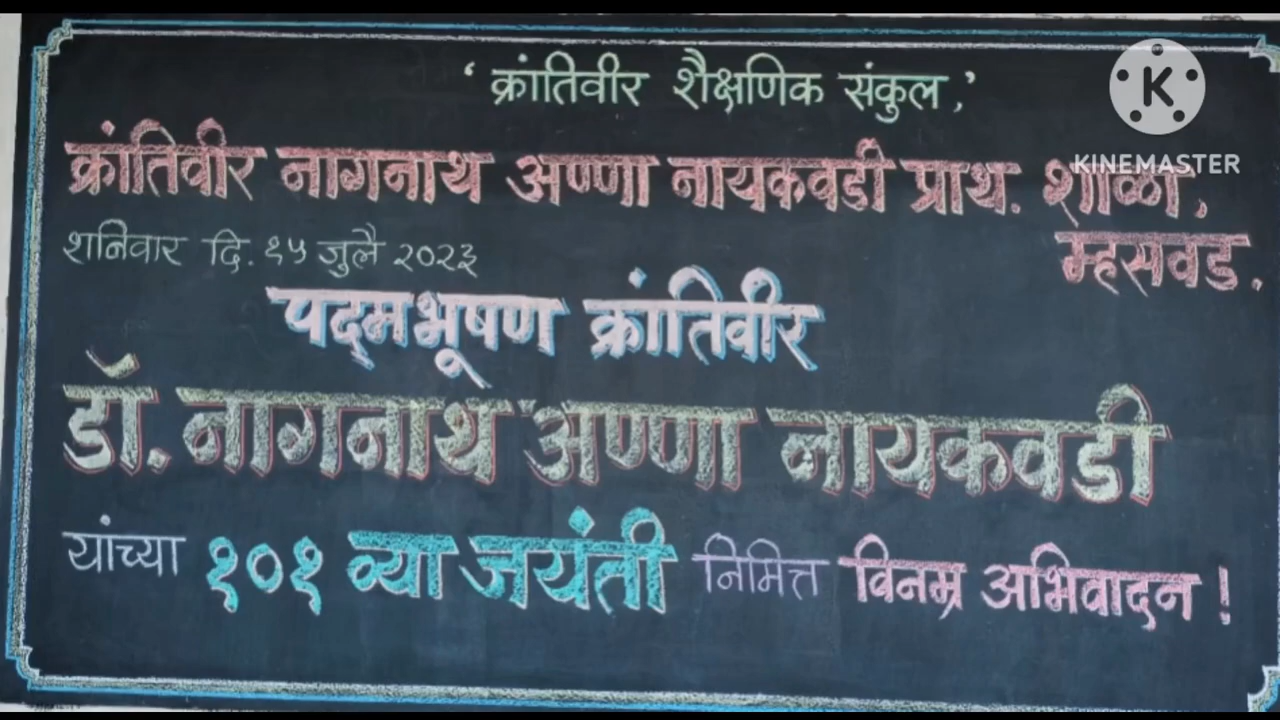 ‘ क्रांतिवीर शैक्षणिक संकुल ,’
क्रांतिवीर नागनाथ अण्णा नायकवडी प्राथ. शाळा,
म्हसवड.
शनिवार दि. १५ जुलै २०२३
पद्मभूषण क्रांतिवीर
डॉ. नागनाथ अण्णा नायकवडी
यांच्या १०१ व्या जयंती निमित्त विनम्र अभिवादन !
K
KINEMASTER